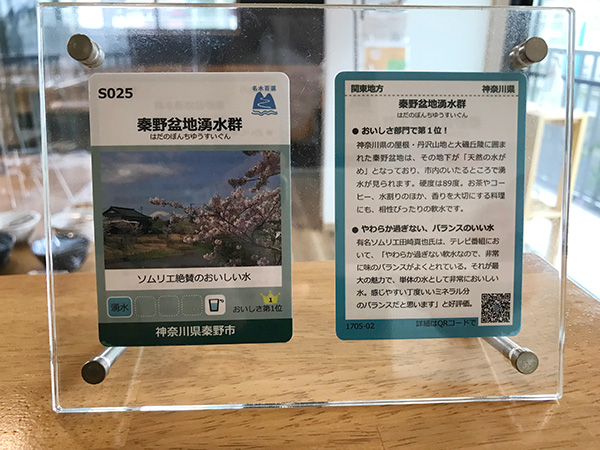 S025
名水百選
秦野盆地湧水群
はだのぼんちゆうすいぐん
ソムリエ絶賛のおいしい水
湧水
1
おいしさ第1位
神奈川県秦野市
関東地方 神奈川県
秦野盆地湧水群
はだのぼんちゆうすいぐん
● おいしさ部門で第1位！
神奈川県の屋根・丹沢山地と大磯丘陵に囲ま
れた秦野盆地は、その地下が「天然の水が
め」となっており、市内のいたるところで湧
水が見られます。硬度は89度。お茶やコー
ヒー、水割りのほか、香りを大切にする料理
にも、相性ぴったりの軟水です。
● やわらか過ぎない、バランスのいい水
有名ソムリエ田崎真也氏は、テレビ番組にお
いて、「やわらか過ぎない軟水なので、非常
に味のバランスがよくとれている。それが最
大の魅力で、単体の水として非常においし
い水。感じやすい丁度いいミネラル分
のバランスだと思います」と好評価。
1705-02 詳細はQRコードで